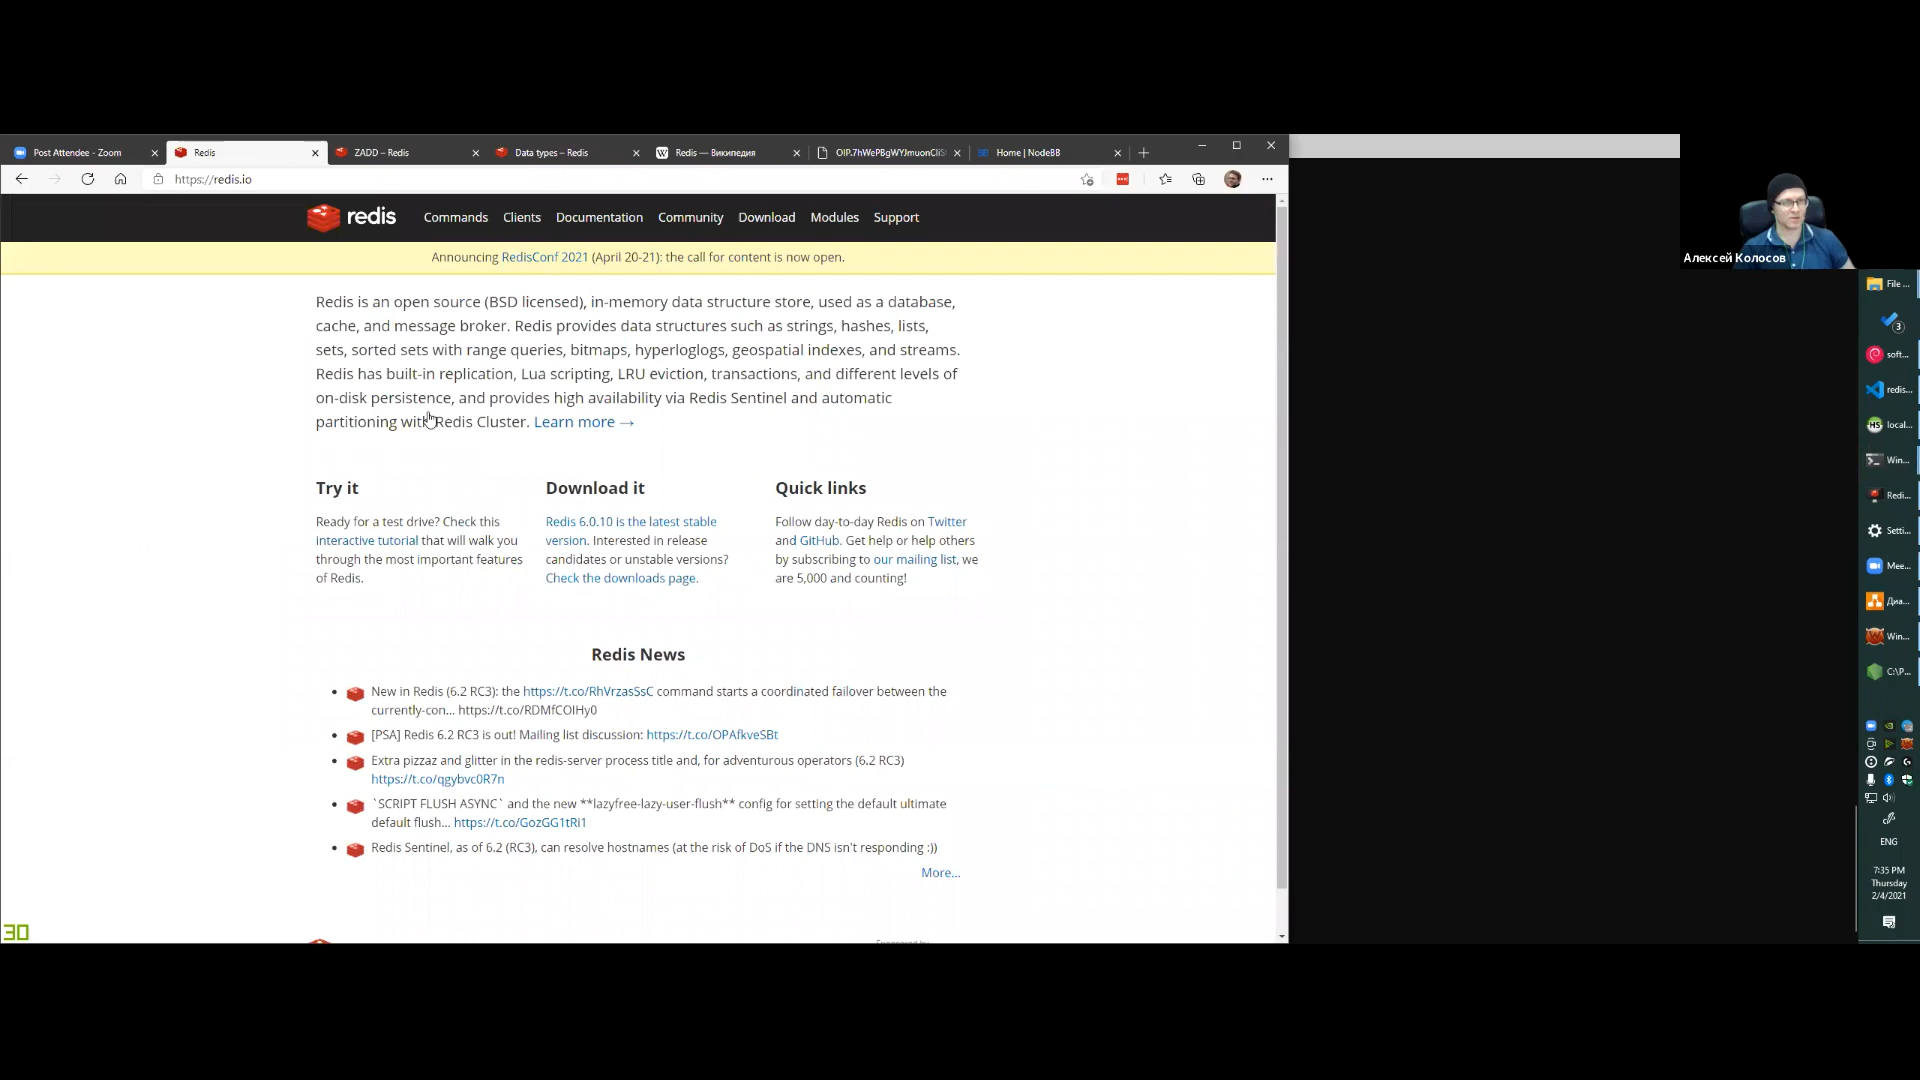 Post Attendee - Zoom
Redis
ZADD – Redis
Data types – Redis
Redis — Википедия
OIP.7hWePBgWYJmuonCliS
Home | NodeBB
https://redis.io
redis
Commands
Clients
Documentation
Community
Download
Modules
Support
Announcing RedisConf 2021 (April 20-21): the call for content is now open.
Redis is an open source (BSD licensed), in-memory data structure store, used as a database,
cache, and message broker. Redis provides data structures such as strings, hashes, lists,
sets, sorted sets with range queries, bitmaps, hyperloglogs, geospatial indexes, and streams.
Redis has built-in replication, Lua scripting, LRU eviction, transactions, and different levels of
on-disk persistence, and provides high availability via Redis Sentinel and automatic
partitioning with Redis Cluster. Learn more →
Try it
Ready for a test drive? Check this
interactive tutorial that will walk you
through the most important features
of Redis.
Download it
Redis 6.0.10 is the latest stable
version. Interested in release
candidates or unstable versions?
Check the downloads page.
Quick links
Follow day-to-day Redis on Twitter
and GitHub. Get help or help others
by subscribing to our mailing list, we
are 5,000 and counting!
Redis News
New in Redis (6.2 RC3): the https://t.co/RhVrzasSsC command starts a coordinated failover between the
currently-con... https://t.co/RDMfCOIHy0
[PSA] Redis 6.2 RC3 is out! Mailing list discussion: https://t.co/OPAfkveSBt
Extra pizzaz and glitter in the redis-server process title and, for adventurous operators (6.2 RC3)
https://t.co/qgybvc0R7n
`SCRIPT FLUSH ASYNC` and the new **lazyfree-lazy-user-flush** config for setting the default ultimate
default flush... https://t.co/GozGG1tRi1
Redis Sentinel, as of 6.2 (RC3), can resolve hostnames (at the risk of DoS if the DNS isn't responding :))
More...
30
Алексей Колосов
File ...
3
soft...
redis...
HS
local...
Win...
Redi...
Setti...
Mee...
Диа...
Win...
C:\P...
ENG
7:35 PM
Thursday
2/4/2021